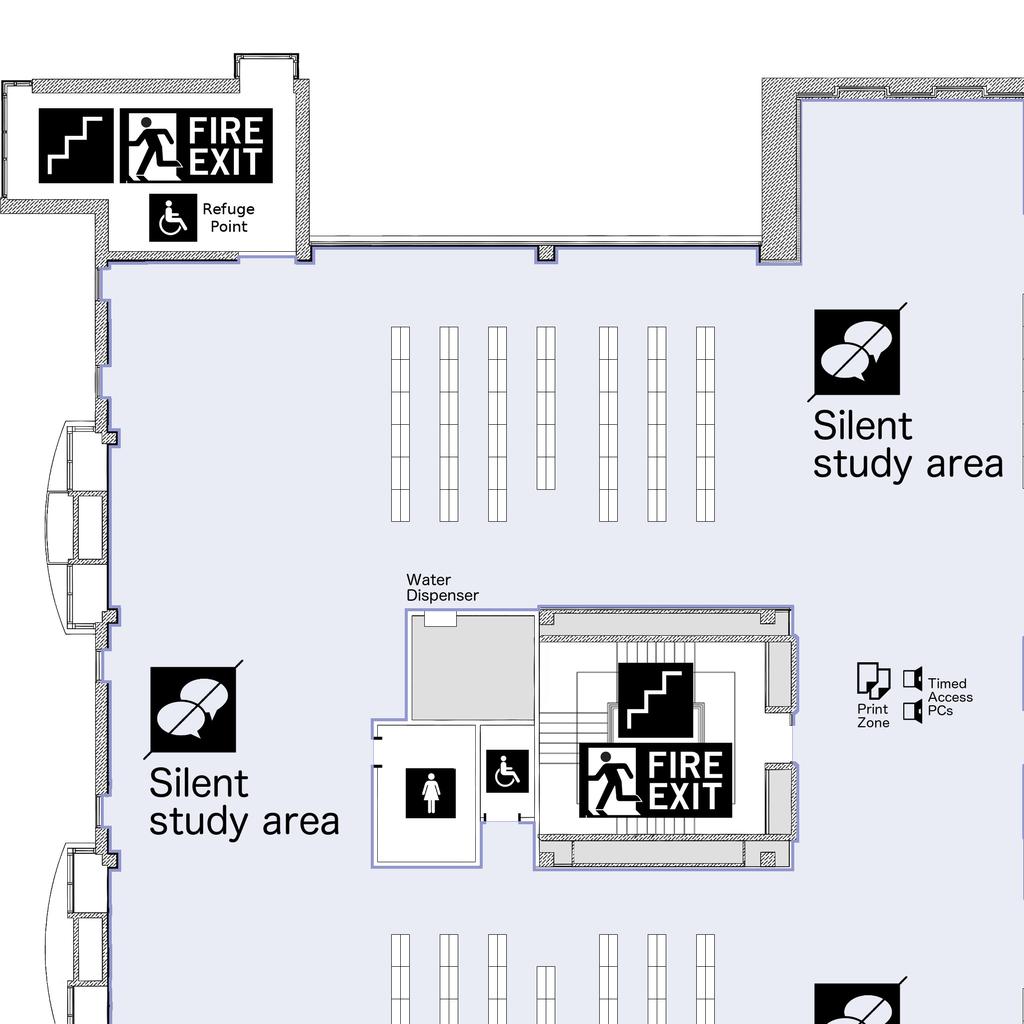 FIRE
EXIT
Refuge
Point
Silent
study area
Water
Dispenser
Print
Zone
Timed
Access
PCs
FIRE
EXIT
Silent
study area